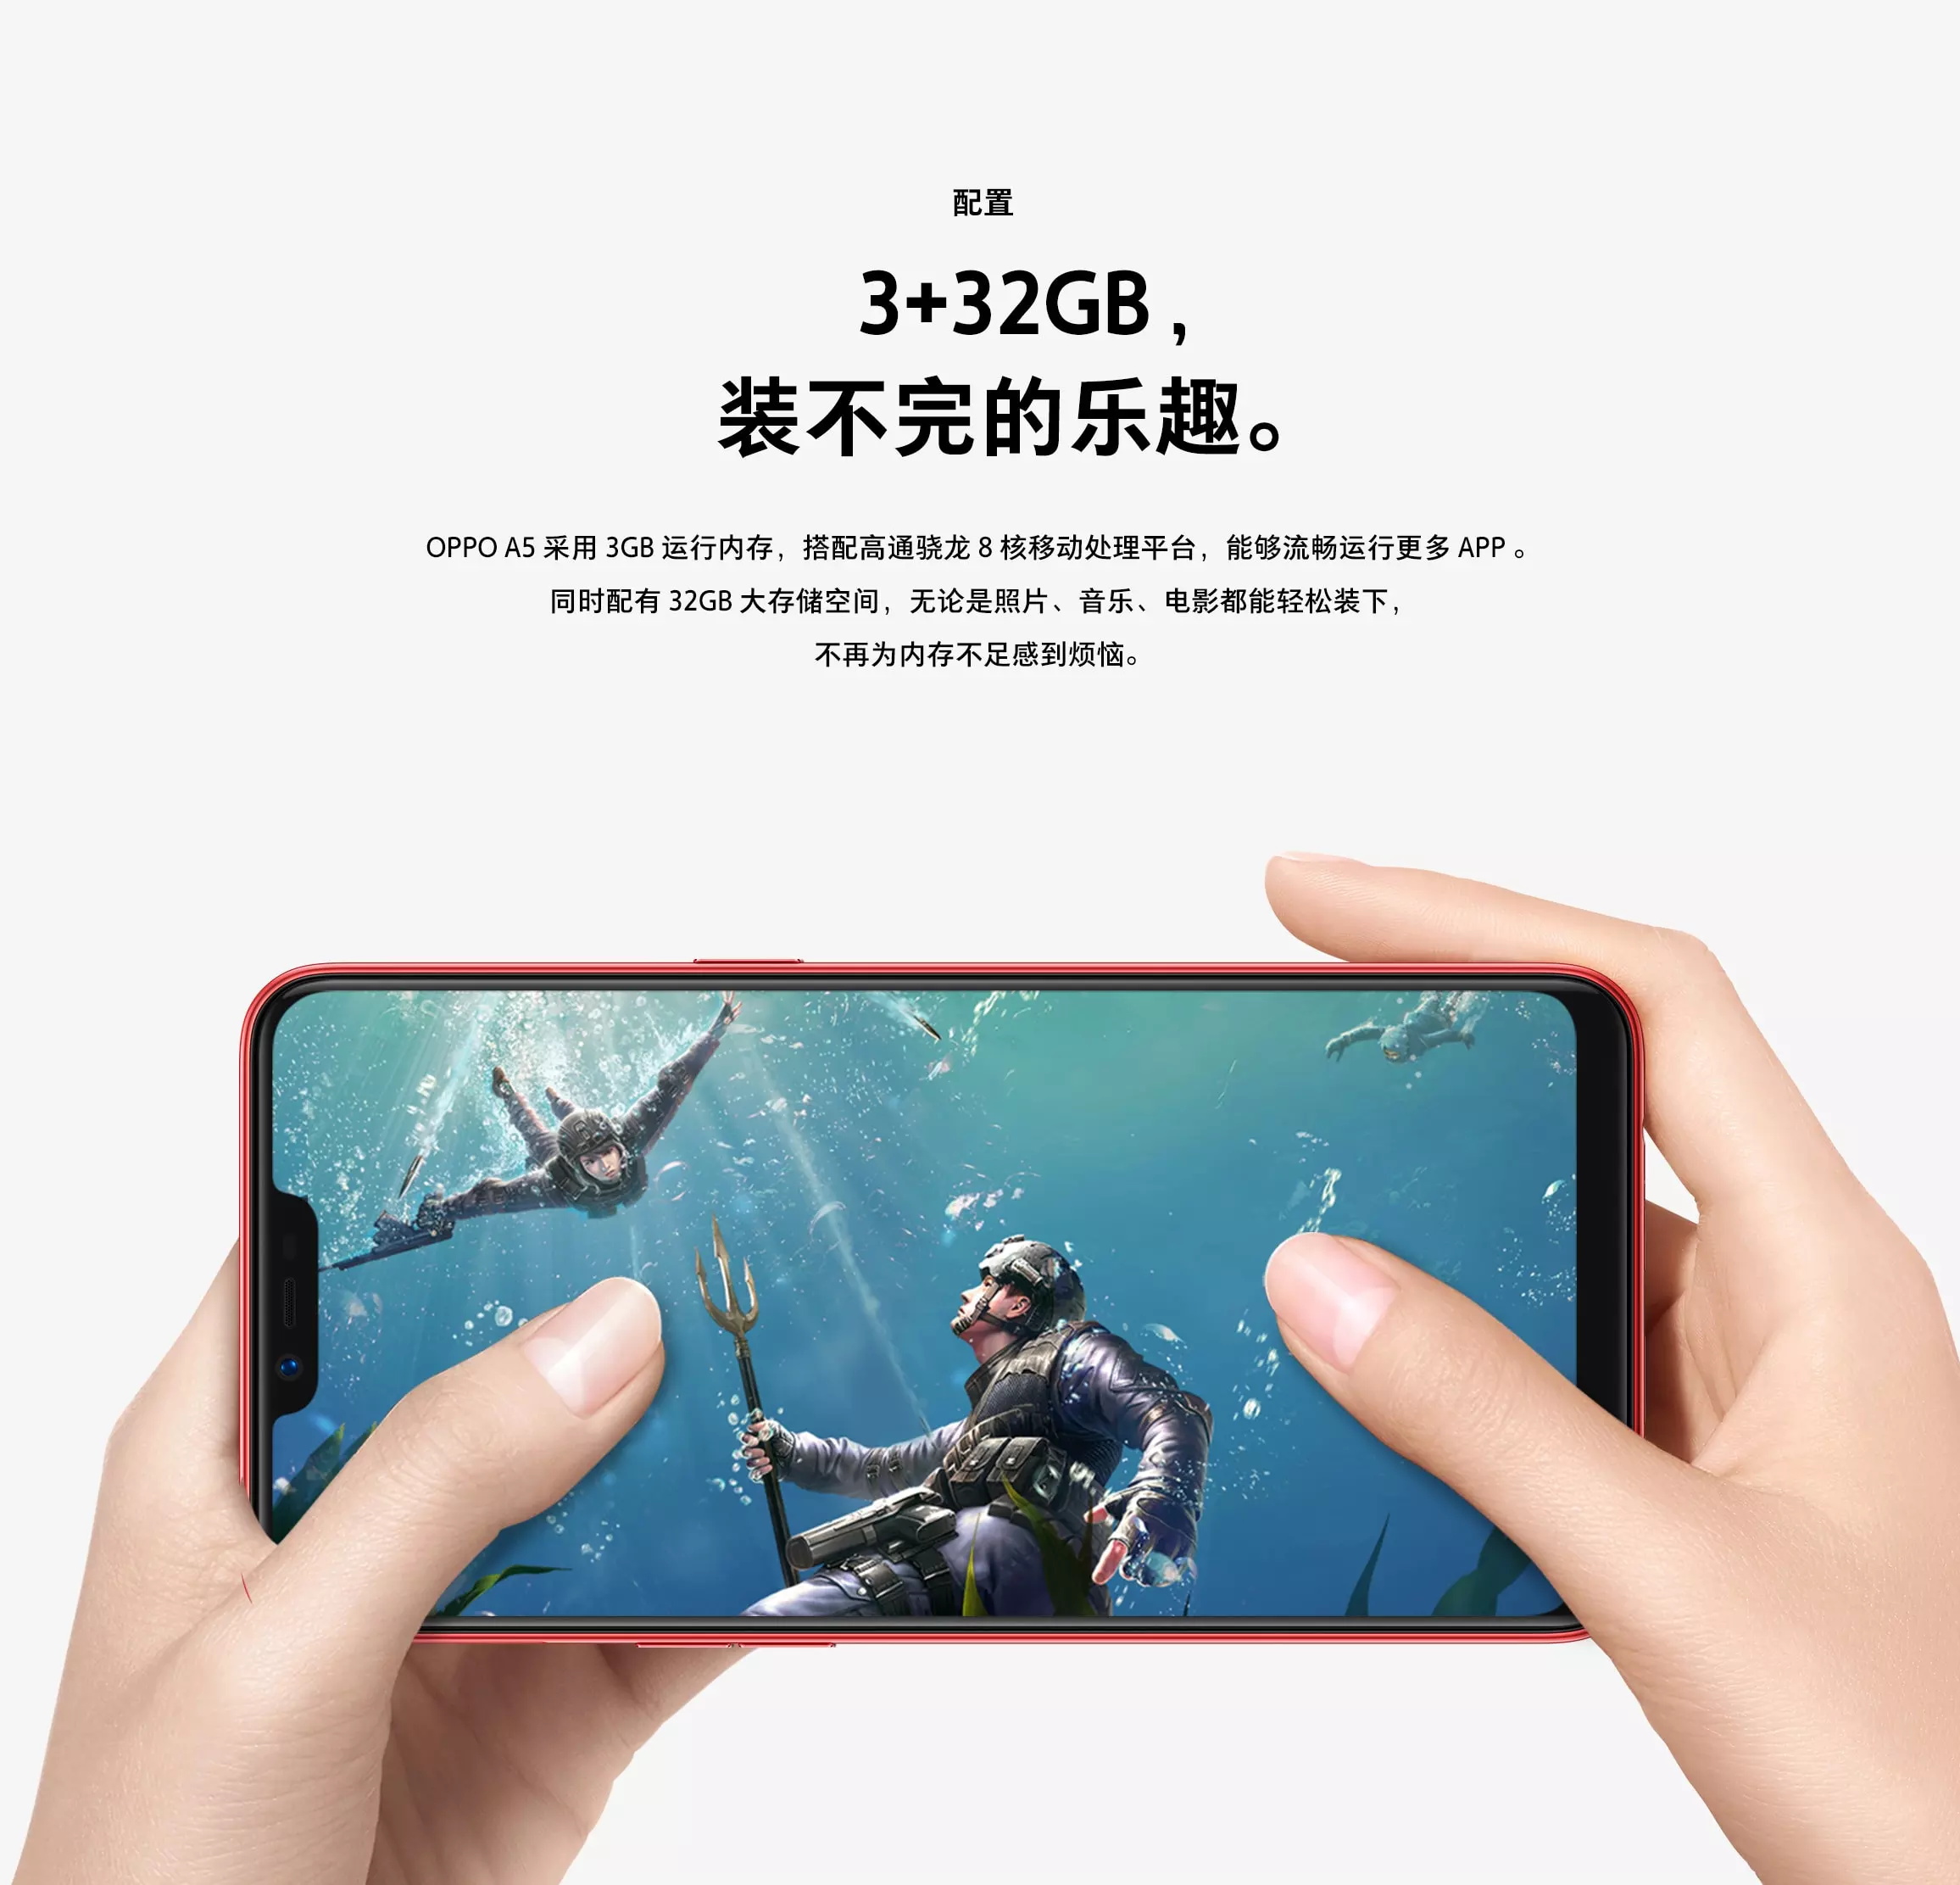 配置
3+32GB，
装不完的乐趣。
OPPO A5 采用 3GB 运行内存，搭配高通骁龙 8 核移动处理平台，能够流畅运行更多 APP 。
同时配有 32GB 大存储空间，无论是照片、音乐、电影都能轻松装下，
不再为内存不足感到烦恼。